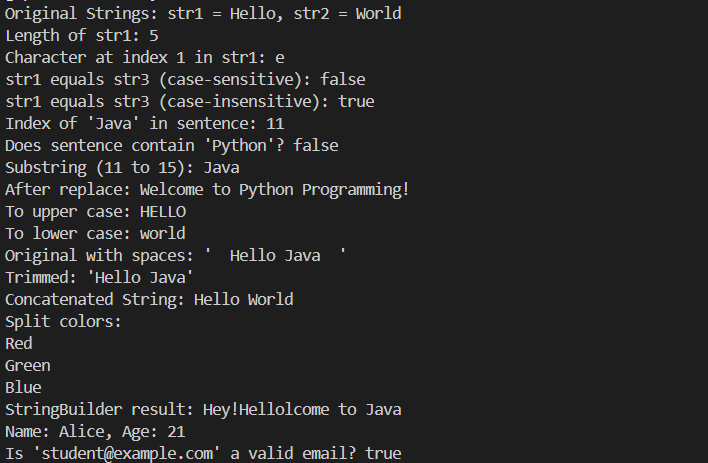 Original Strings: str1 = Hello, str2 = World
Length of str1: 5
Character at index 1 in str1: e
str1 equals str3 (case-sensitive): false
str1 equals str3 (case-insensitive): true
Index of 'Java' in sentence: 11
Does sentence contain 'Python'? false
Substring (11 to 15): Java
After replace: Welcome to Python Programming!
To upper case: HELLO
To lower case: world
Original with spaces: '  Hello Java  '
Trimmed: 'Hello Java'
Concatenated String: Hello World
Split colors:
Red
Green
Blue
StringBuilder result: Hey!Hellolcome to Java
Name: Alice, Age: 21
Is 'student@example.com' a valid email? true